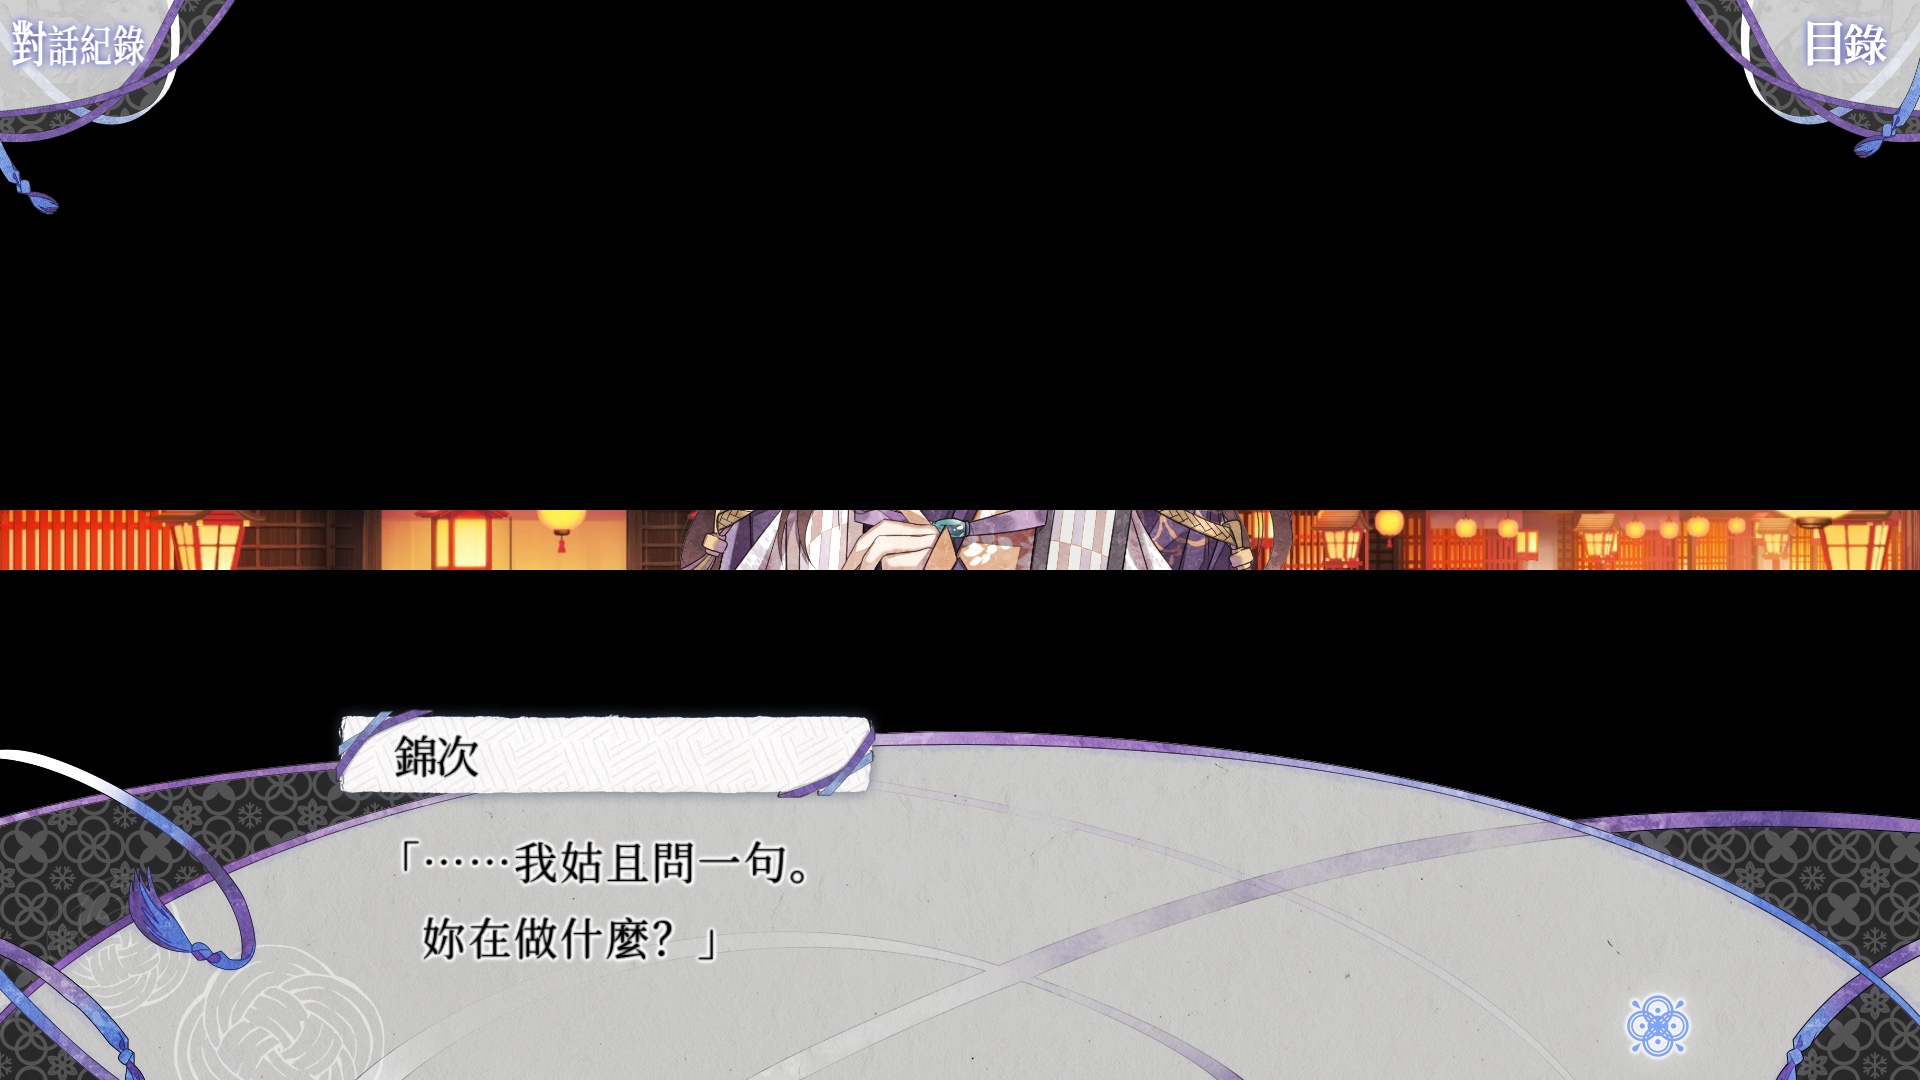 對話紀錄
目錄
錦次
「……我姑且問一句。
妳在做什麼？」